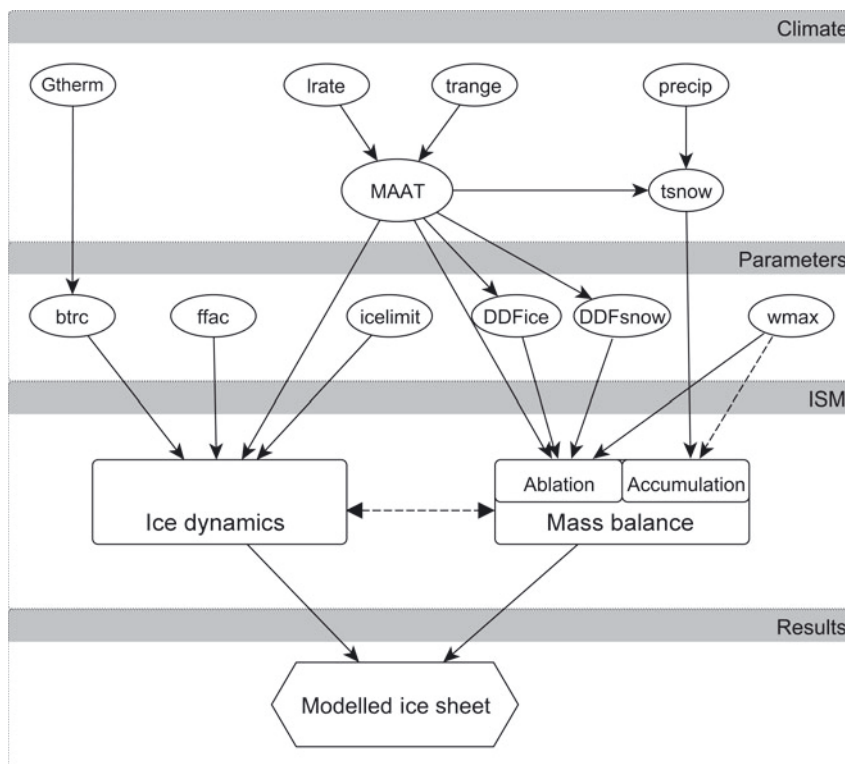 Climate
Gtherm
lrate
trange
precip
MAAT
tsnow
Parameters
btrc
ffac
icelimit
DDFice
DDFsnow
wmax
ISM
Ablation
Accumulation
Ice dynamics
Mass balance
Results
Modelled ice sheet